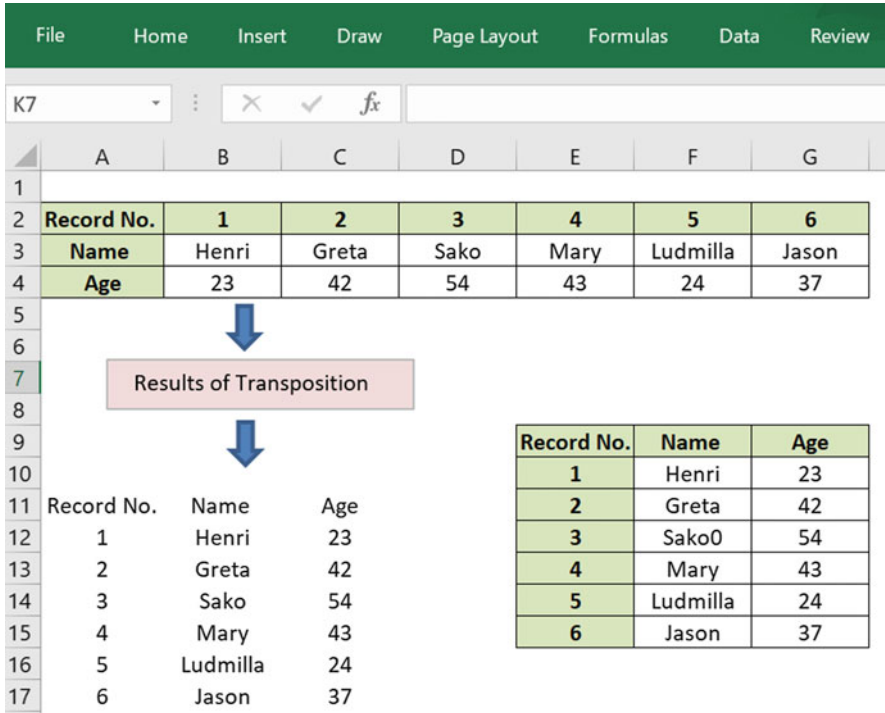 File Home Insert Draw Page Layout Formulas Data Review
K7 fx
A B C D E F G
1
2 Record No. 1 2 3 4 5 6
3 Name Henri Greta Sako Mary Ludmilla Jason
4 Age 23 42 54 43 24 37
5
6
7 Results of Transposition
8
9 Record No. Name Age
10 1 Henri 23
11 Record No. Name Age 2 Greta 42
12 1 Henri 23 3 Sako0 54
13 2 Greta 42 4 Mary 43
14 3 Sako 54 5 Ludmilla 24
15 4 Mary 43 6 Jason 37
16 5 Ludmilla 24
17 6 Jason 37